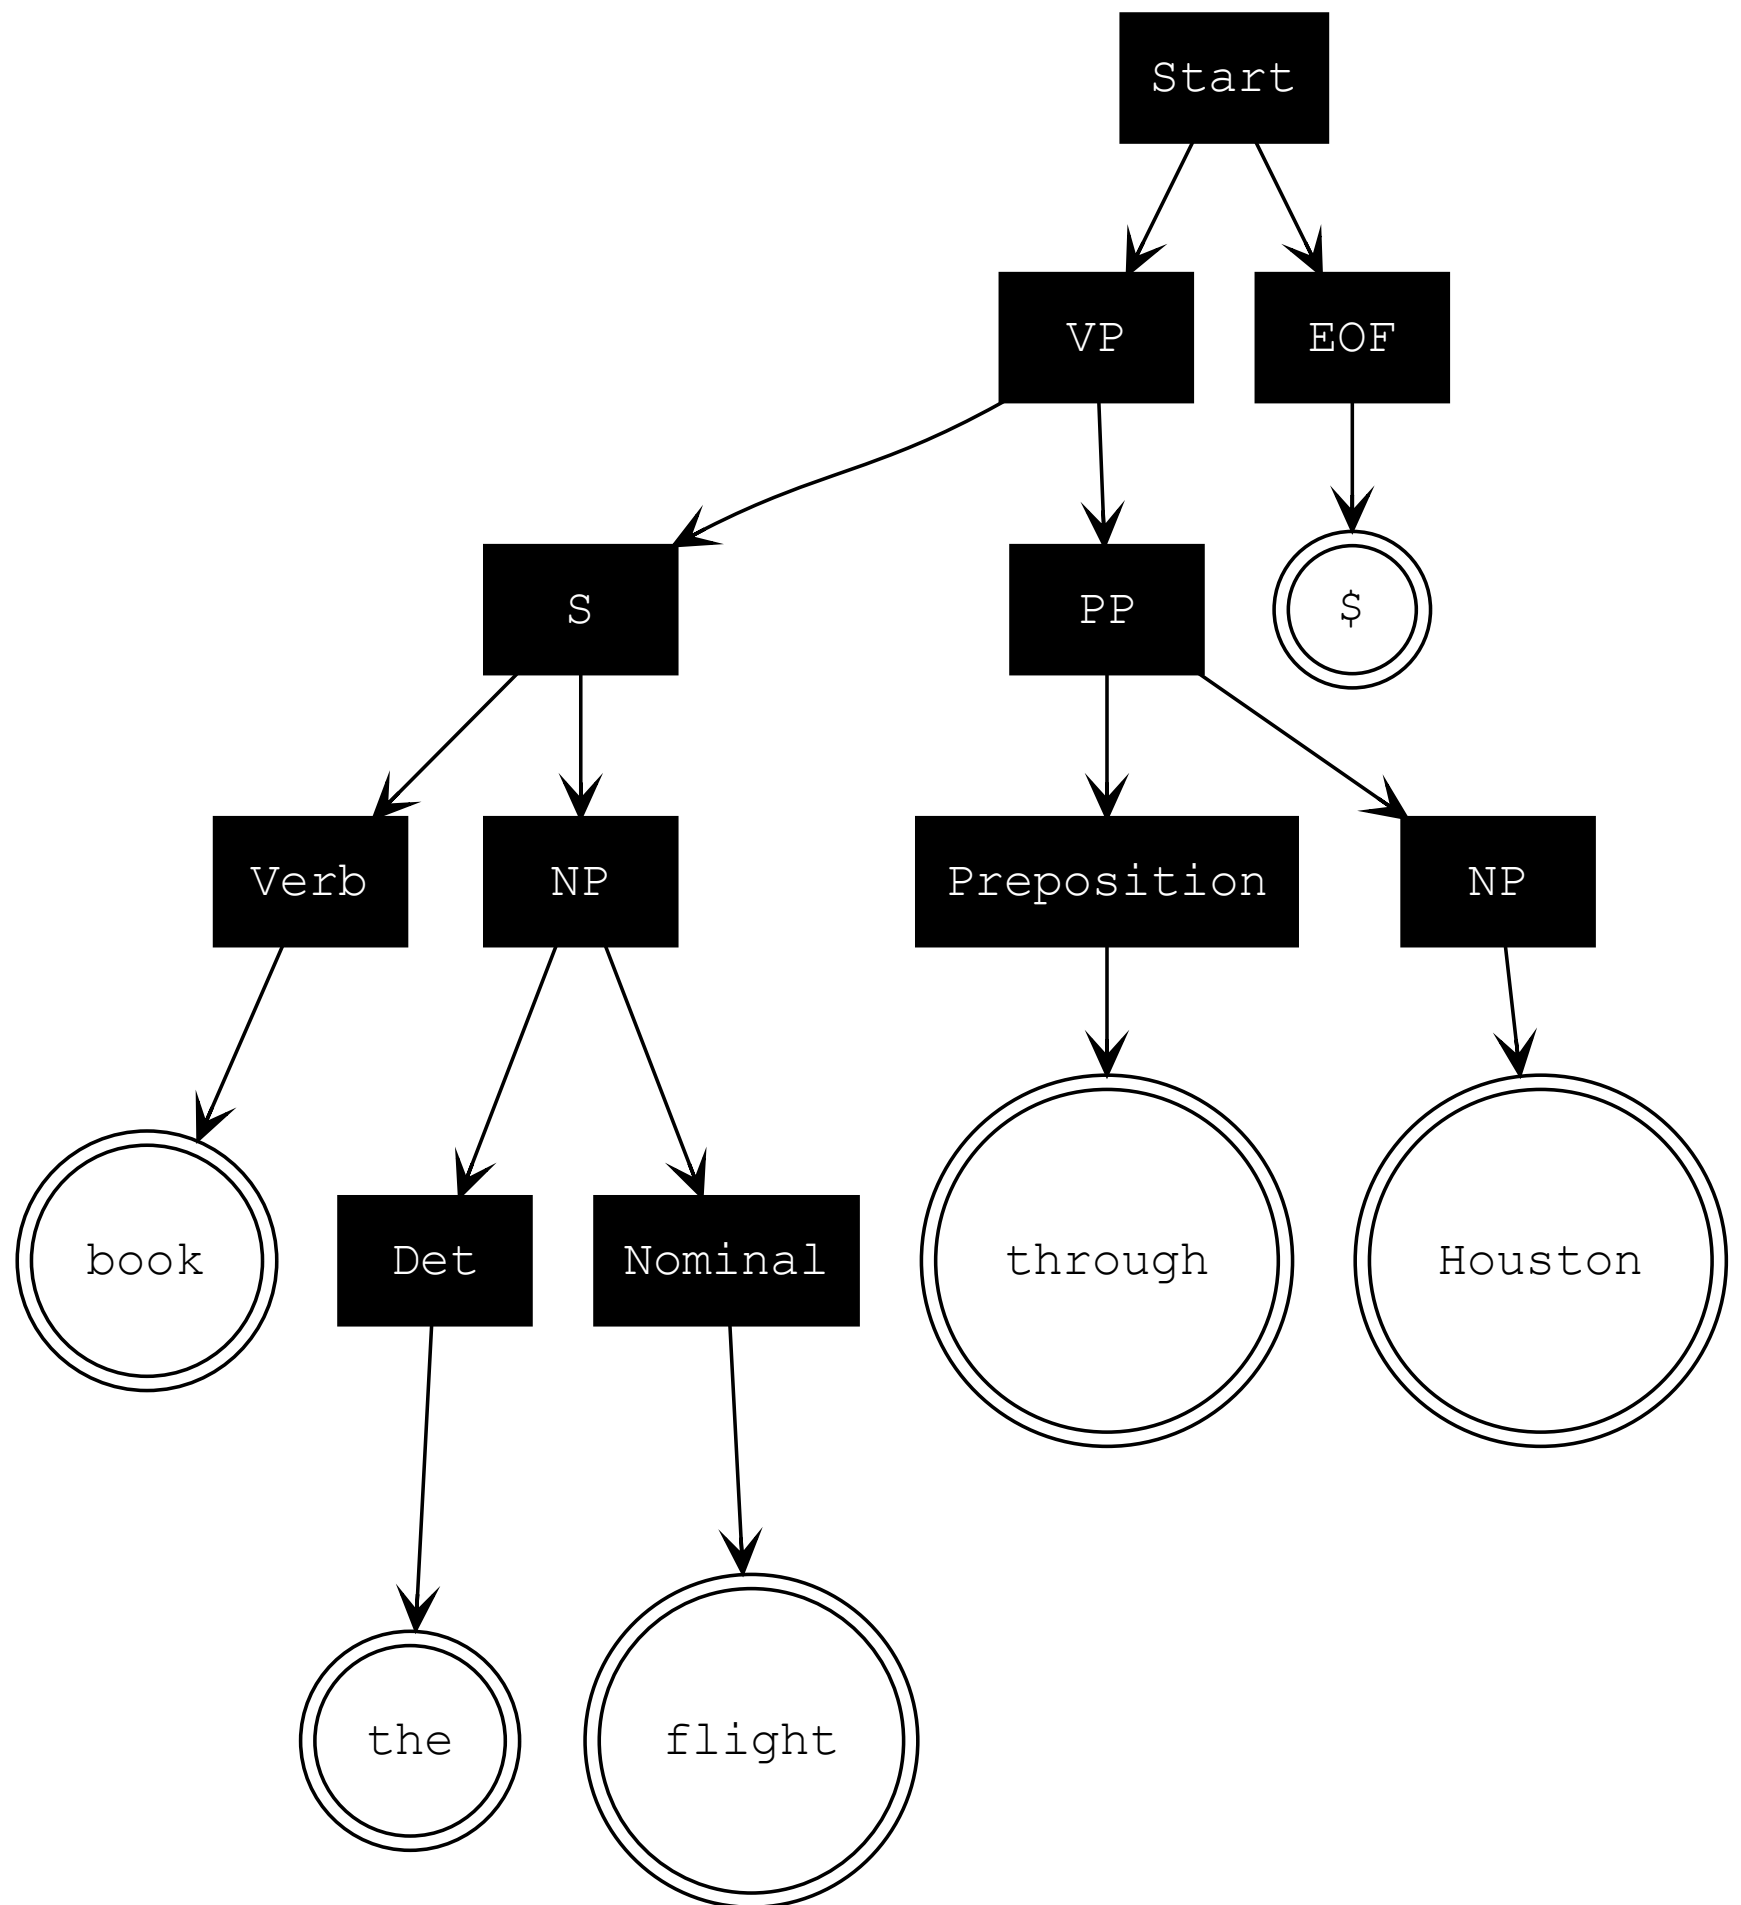 Start
VP
EOF
S
PP
$
Verb
NP
Preposition
NP
book
Det
Nominal
through
Houston
the
flight